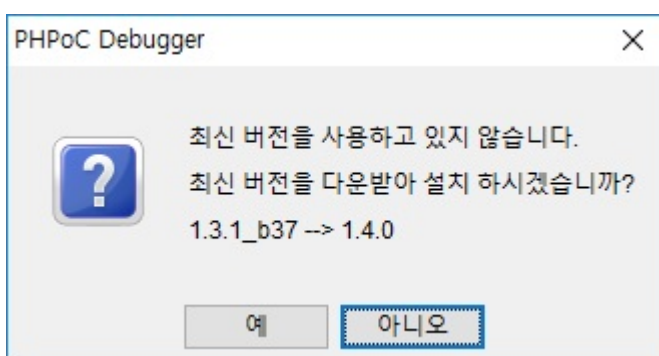 PHPoC Debugger
최신 버전을 사용하고 있지 않습니다.
최신 버전을 다운받아 설치 하시겠습니까?
1.3.1_b37 --> 1.4.0
예 아니오